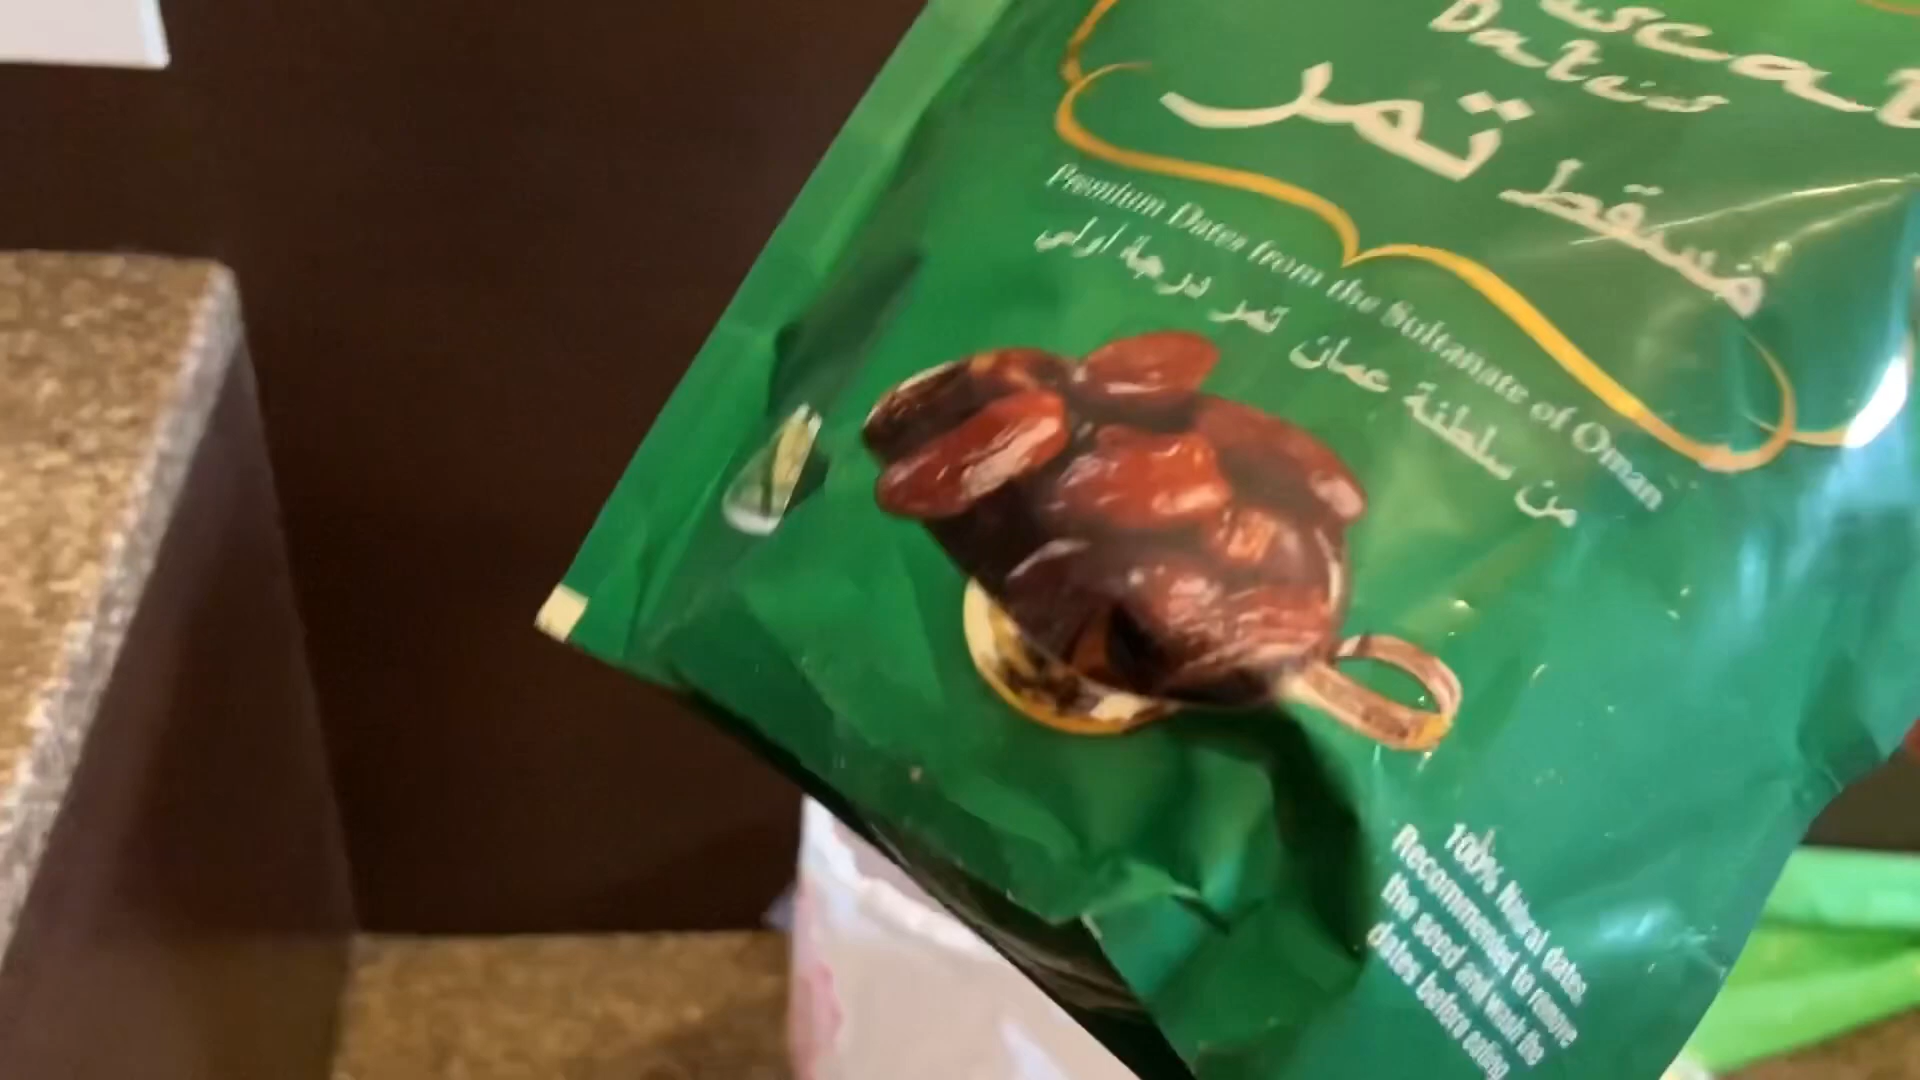 Dates
تمر
مسقط
Premium Dates from the Sultanate of Oman
من سلطنة عمان تمر درجة اولى
100% Natural dates.
Recommended to remove
the seed and wash the
dates before eating.